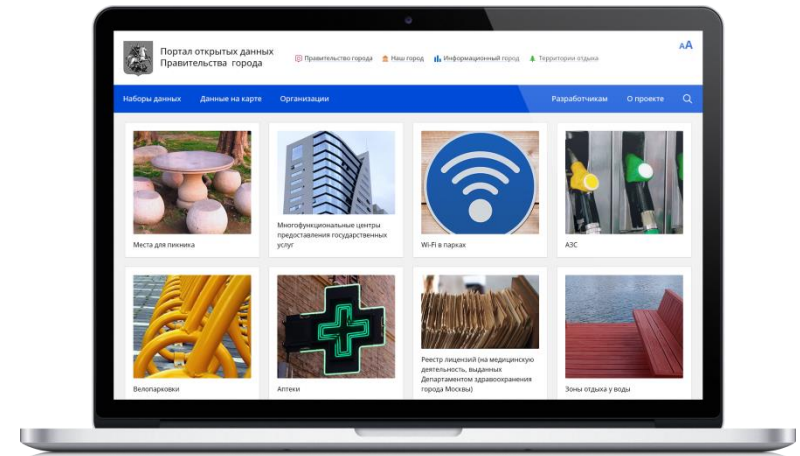 Портал открытых данных
Правительства города
Правительство города Наш город Информационный город Территории отдыха
AA
Наборы данных Данные на карте Организации Разработчикам О проекте
Места для пикника
Многофункциональные центры
предоставления государственных
услуг
Wi-Fi в парках
АЗС
Велопарковки
Аптеки
Реестр лицензий (на медицинскую
деятельность, выданных
Департаментом здравоохранения
города Москвы)
Зоны отдыха у воды